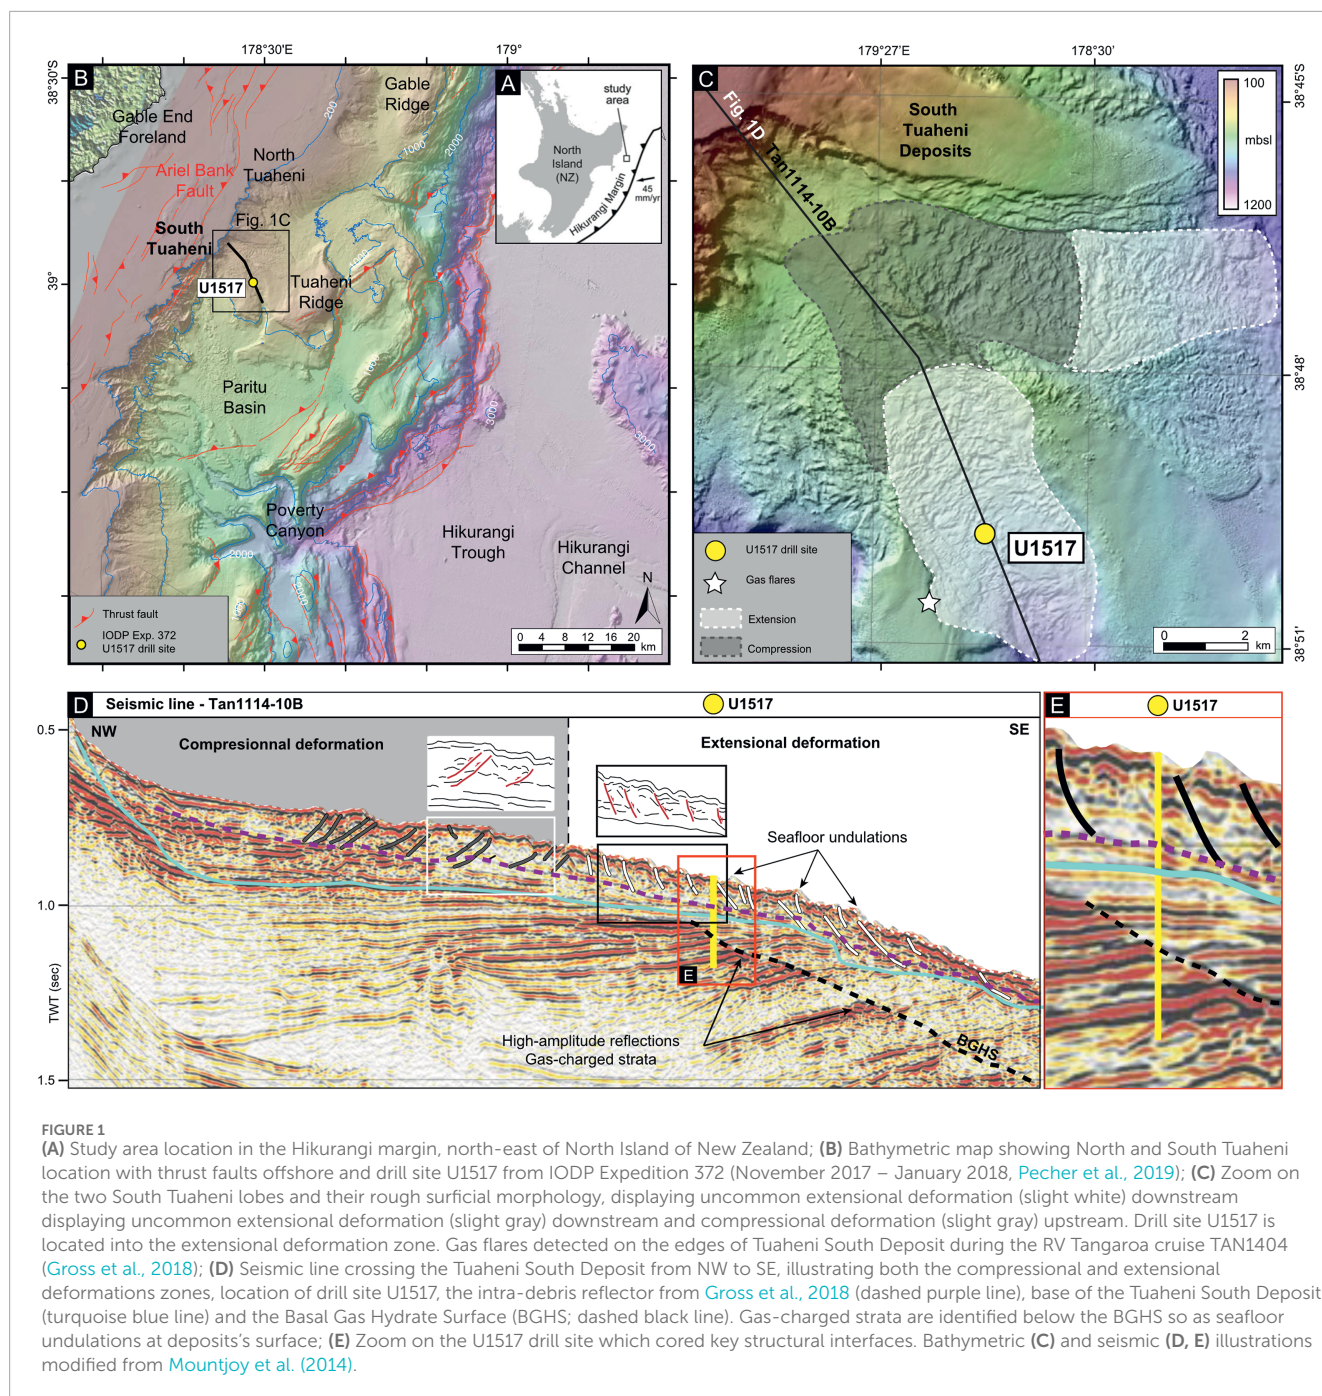 178°30'E
179°
38°30'S
39°
B
Gable End
Foreland
Ariel Bank
Fault
North
Tuaheni
South
Tuaheni
Fig. 1C
U1517
Tuaheni
Ridge
Gable
Ridge
200
1000
2000
1000
Paritu
Basin
Poverty
Canyon
2000
3000
3000
Hikurangi
Trough
Hikurangi
Channel
N
0 4 8 12 16 20
km
Thrust fault
IODP Exp. 372
U1517 drill site
A
study
area
North
Island
(NZ)
Hikurangi Margin
45
mm/yr
179°27'E
178°30'
38°45'S
38°48'
38°51'
C
Fig. 1D
Tan1114-10B
South
Tuaheni
Deposits
100
mbsl
1200
U1517
U1517 drill site
Gas flares
Extension
Compression
0 2
km
D
Seismic line - Tan1114-10B
U1517
NW
SE
Compresionnal deformation
Extensional deformation
Seafloor undulations
0.5
1.0
1.5
TWT (sec)
E
High-amplitude reflections
Gas-charged strata
BGHS
E
U1517
FIGURE 1
(A) Study area location in the Hikurangi margin, north-east of North Island of New Zealand; (B) Bathymetric map showing North and South Tuaheni
location with thrust faults offshore and drill site U1517 from IODP Expedition 372 (November 2017 – January 2018, Pecher et al., 2019); (C) Zoom on
the two South Tuaheni lobes and their rough surficial morphology, displaying uncommon extensional deformation (slight white) downstream
displaying uncommon extensional deformation (slight gray) downstream and compressional deformation (slight gray) upstream. Drill site U1517 is
located into the extensional deformation zone. Gas flares detected on the edges of Tuaheni South Deposit during the RV Tangaroa cruise TAN1404
(Gross et al., 2018); (D) Seismic line crossing the Tuaheni South Deposit from NW to SE, illustrating both the compressional and extensional
deformations zones, location of drill site U1517, the intra-debris reflector from Gross et al., 2018 (dashed purple line), base of the Tuaheni South Deposit
(turquoise blue line) and the Basal Gas Hydrate Surface (BGHS; dashed black line). Gas-charged strata are identified below the BGHS so as seafloor
undulations at deposits's surface; (E) Zoom on the U1517 drill site which cored key structural interfaces. Bathymetric (C) and seismic (D, E) illustrations
modified from Mountjoy et al. (2014).